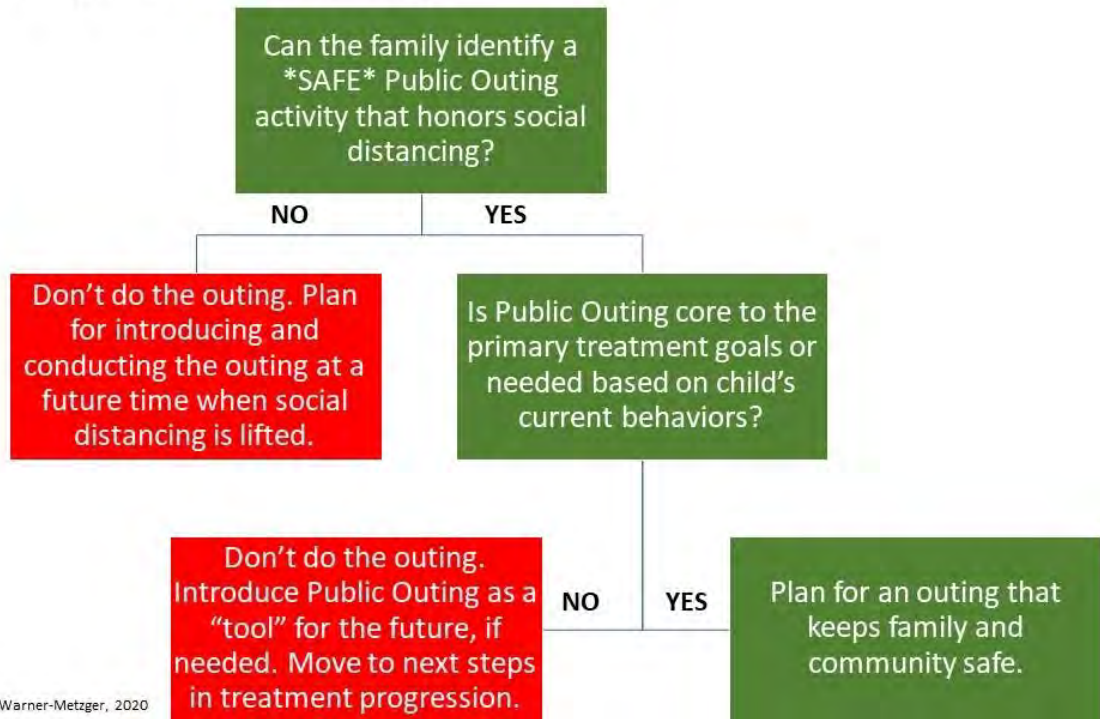 Can the family identify a
*SAFE* Public Outing
activity that honors social
distancing?
NO
YES
Don’t do the outing. Plan
for introducing and
conducting the outing at a
future time when social
distancing is lifted.
Is Public Outing core to the
primary treatment goals or
needed based on child’s
current behaviors?
Don’t do the outing.
Introduce Public Outing as a
“tool” for the future, if
needed. Move to next steps
in treatment progression.
NO
YES
Plan for an outing that
keeps family and
community safe.
Warner-Metzger, 2020